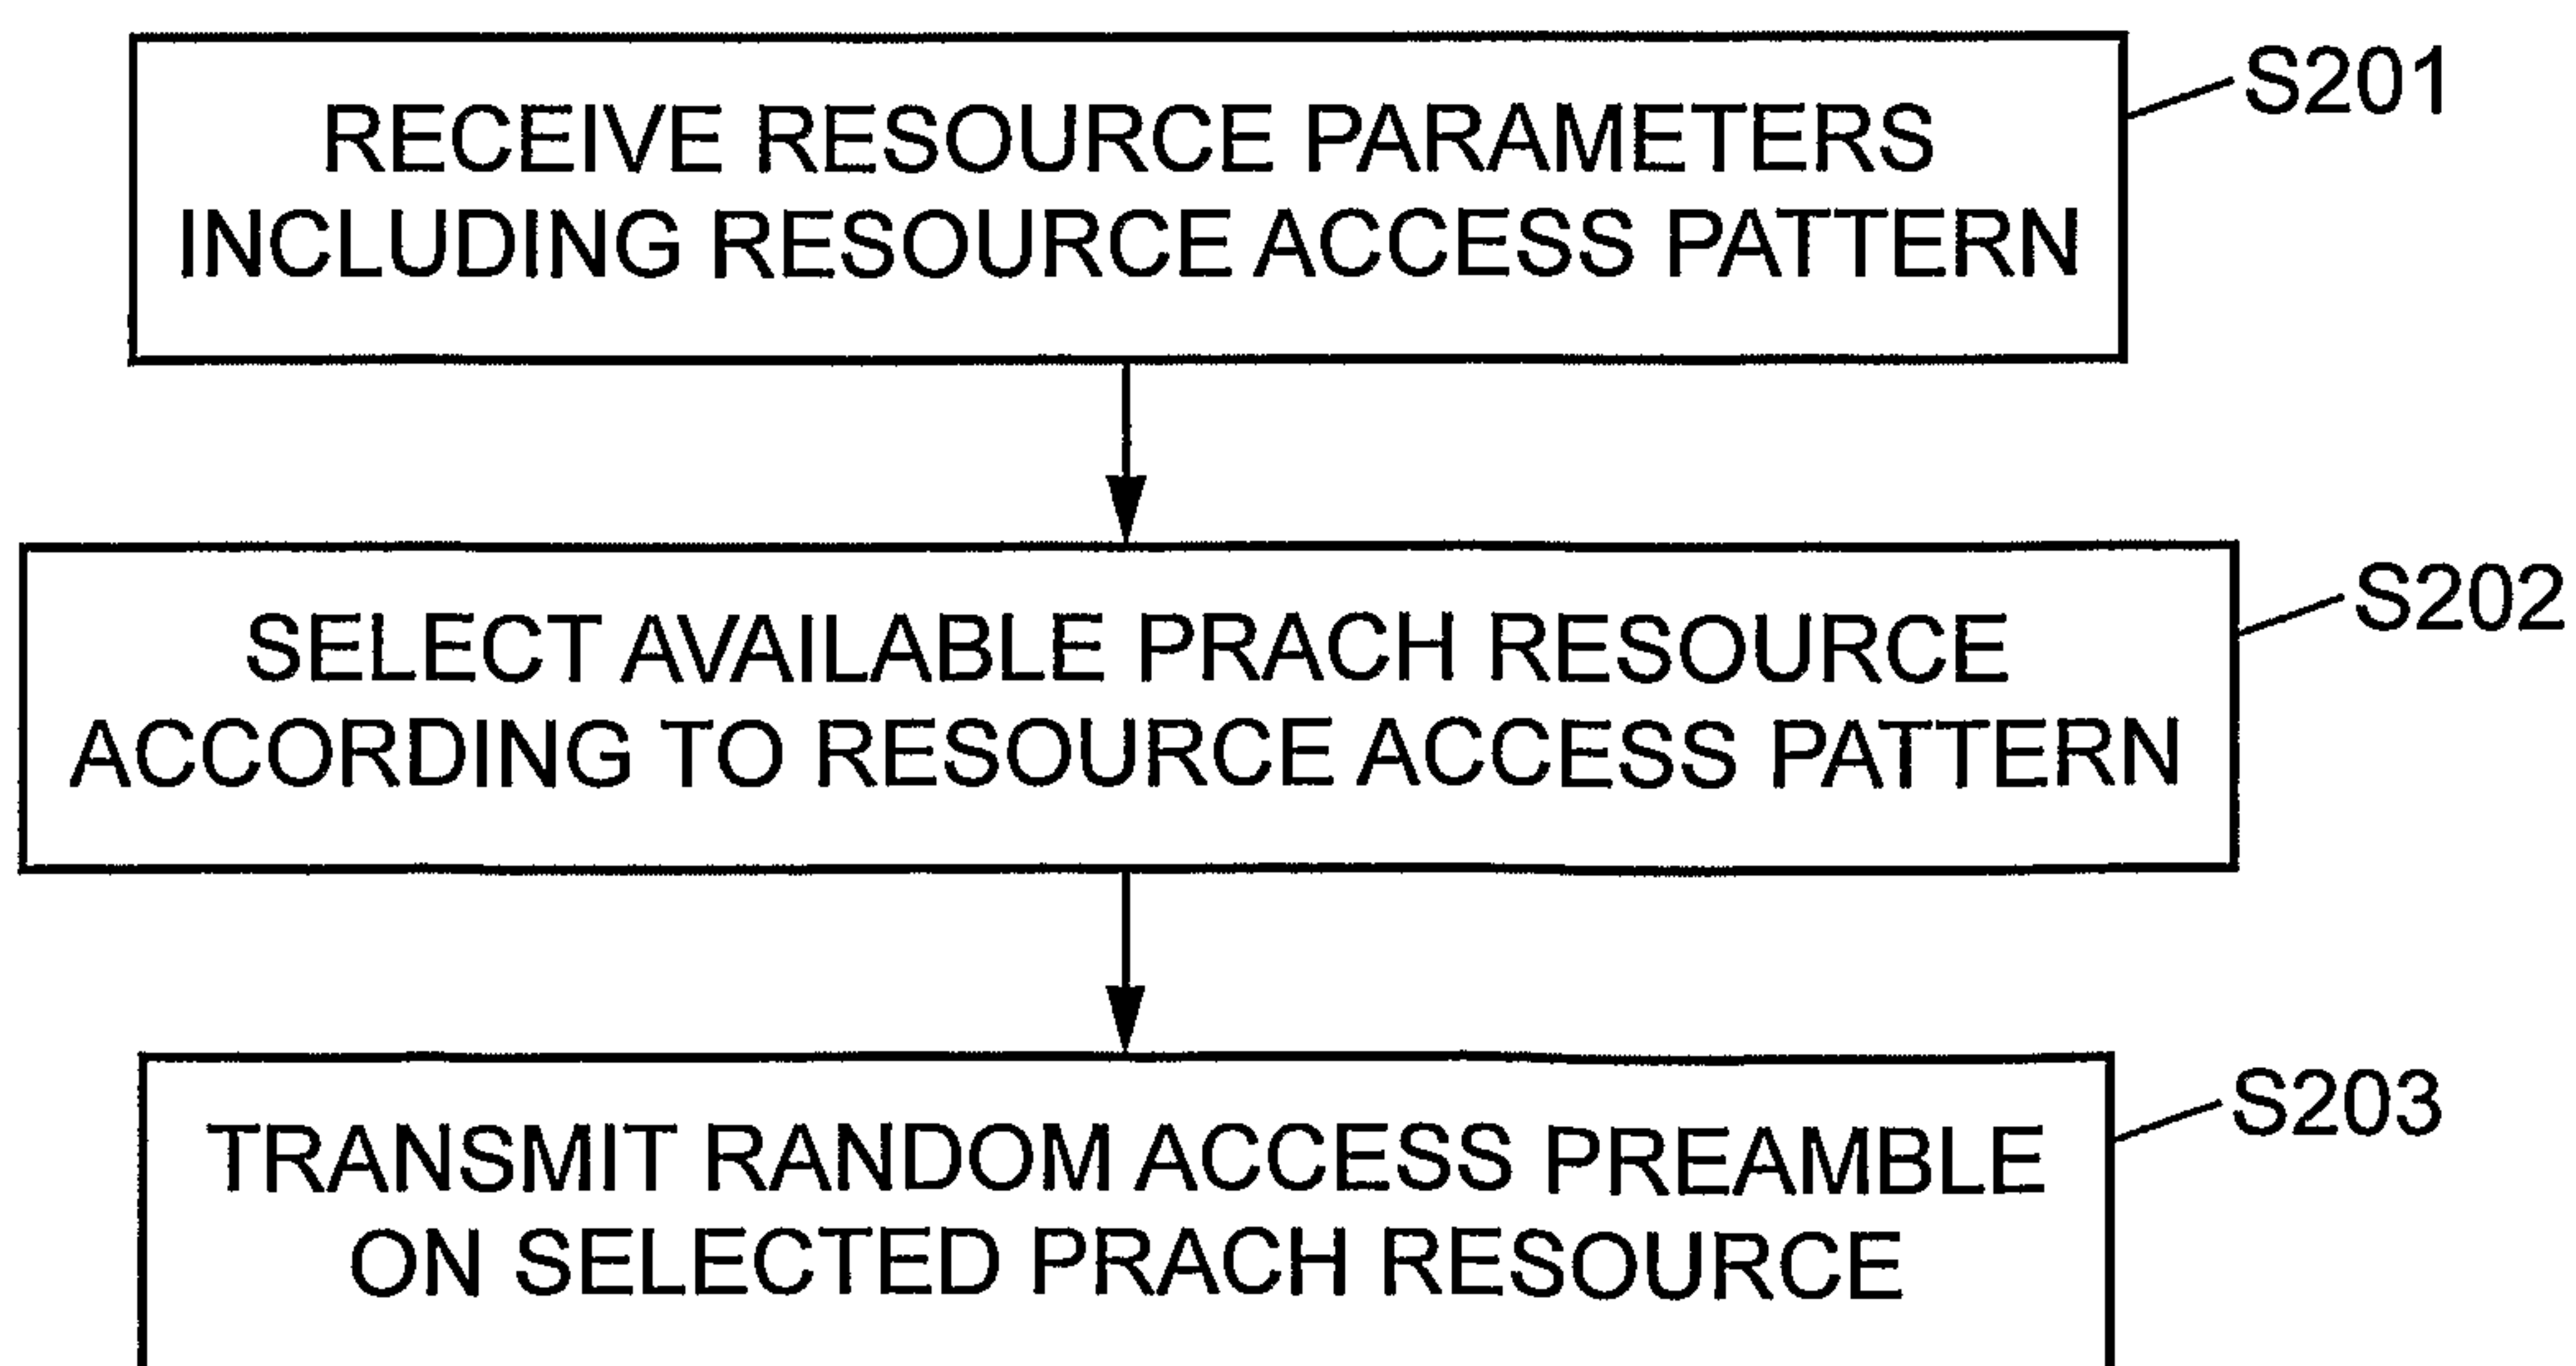 RECEIVE RESOURCE PARAMETERS
INCLUDING RESOURCE ACCESS PATTERN
S201
SELECT AVAILABLE PRACH RESOURCE
ACCORDING TO RESOURCE ACCESS PATTERN
S202
TRANSMIT RANDOM ACCESS PREAMBLE
ON SELECTED PRACH RESOURCE
S203